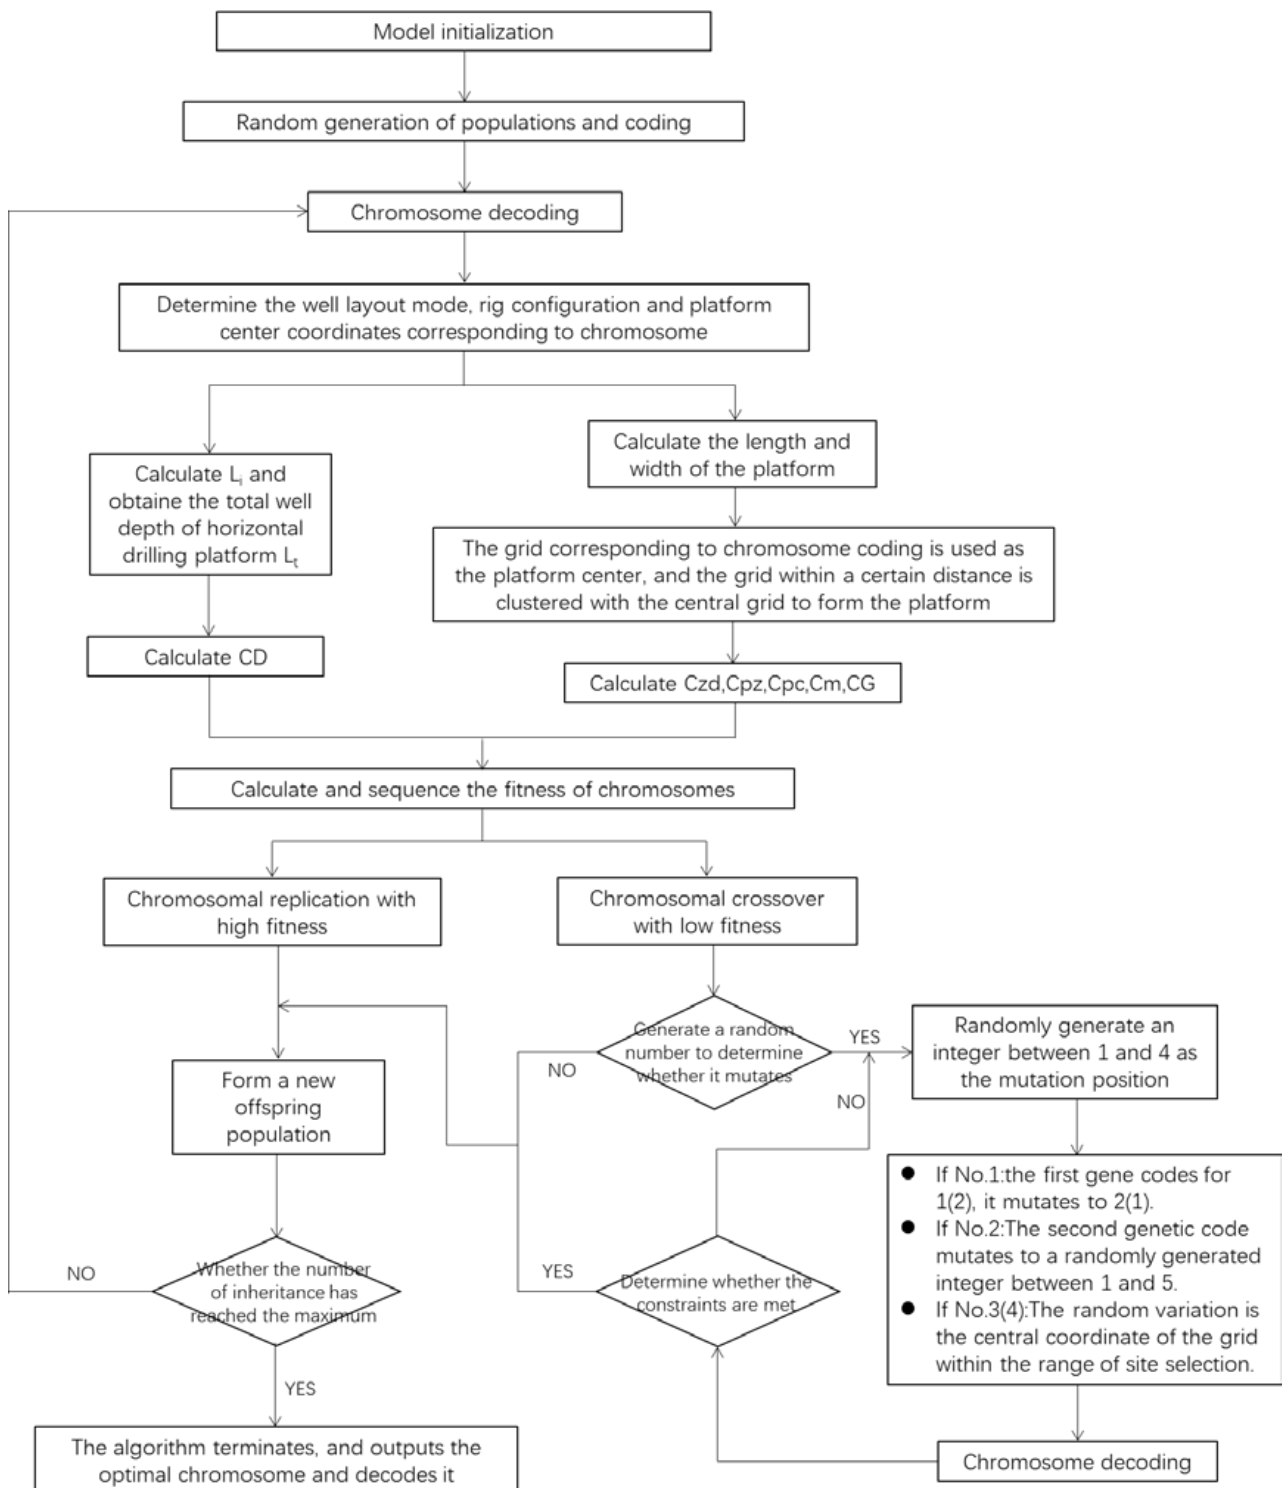 Model initialization
Random generation of populations and coding
Chromosome decoding
Determine the well layout mode, rig configuration and platform
center coordinates corresponding to chromosome
Calculate Lᵢ and
obtaine the total well
depth of horizontal
drilling platform Lₜ
Calculate CD
Calculate the length and
width of the platform
The grid corresponding to chromosome coding is used as
the platform center, and the grid within a certain distance is
clustered with the central grid to form the platform
Calculate Czd,Cpz,Cpc,Cm,CG
Calculate and sequence the fitness of chromosomes
Chromosomal replication with
high fitness
Chromosomal crossover
with low fitness
Generate a random
number to determine
whether it mutates
YES
NO
NO
Randomly generate an
integer between 1 and 4 as
the mutation position
Form a new
offspring
population
● If No.1:the first gene codes for
1(2), it mutates to 2(1).
● If No.2:The second genetic code
mutates to a randomly generated
integer between 1 and 5.
● If No.3(4):The random variation is
the central coordinate of the grid
within the range of site selection.
Determine whether the
constraints are met
YES
Whether the number
of inheritance has
reached the maximum
NO
YES
Chromosome decoding
The algorithm terminates, and outputs the
optimal chromosome and decodes it